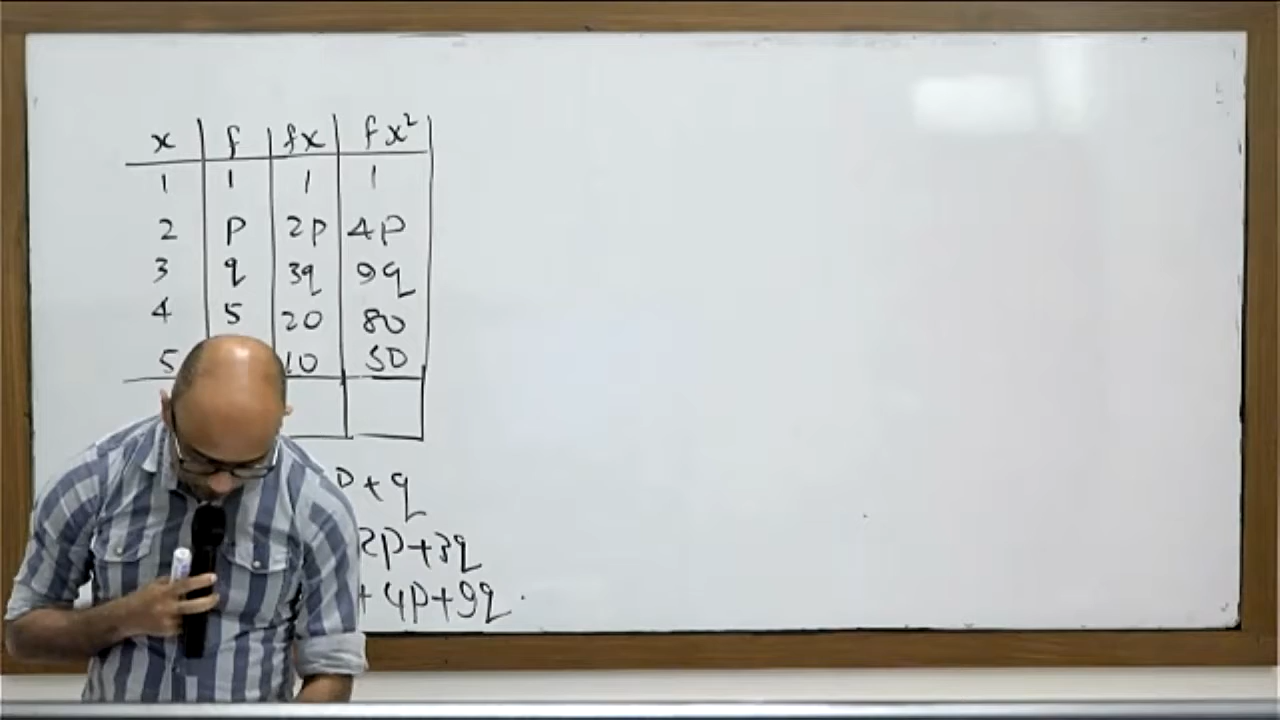 x f fx fx²
1 1 1 1
2 p 2p 4p
3 q 3q 9q
4 5 20 80
5 10 50
p + q
2p+3q
+ 4p+9q